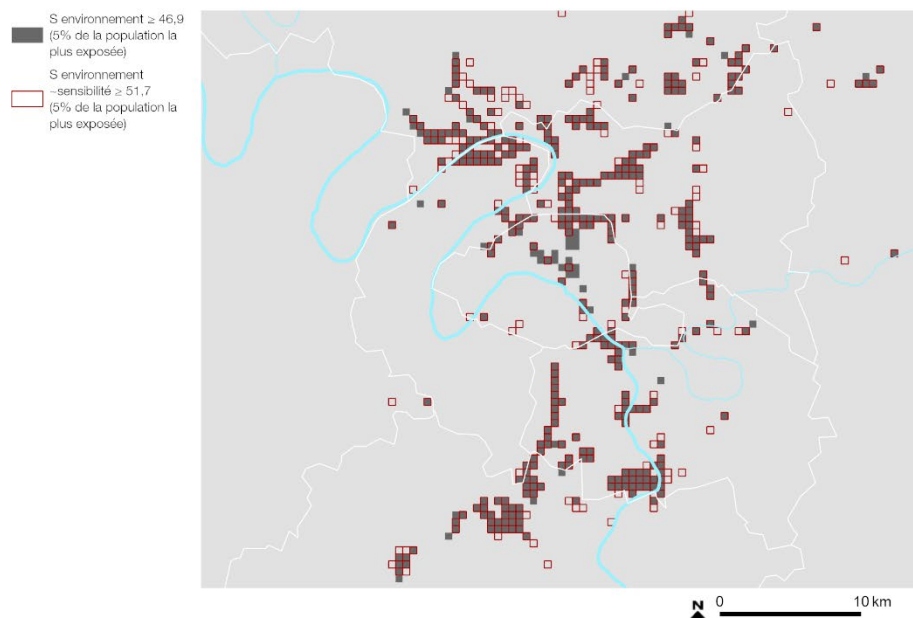 S environnement ≥ 46,9
(5% de la population la
plus exposée)
S environnement
~sensibilité ≥ 51,7
(5% de la population la
plus exposée)
N
0
10 km